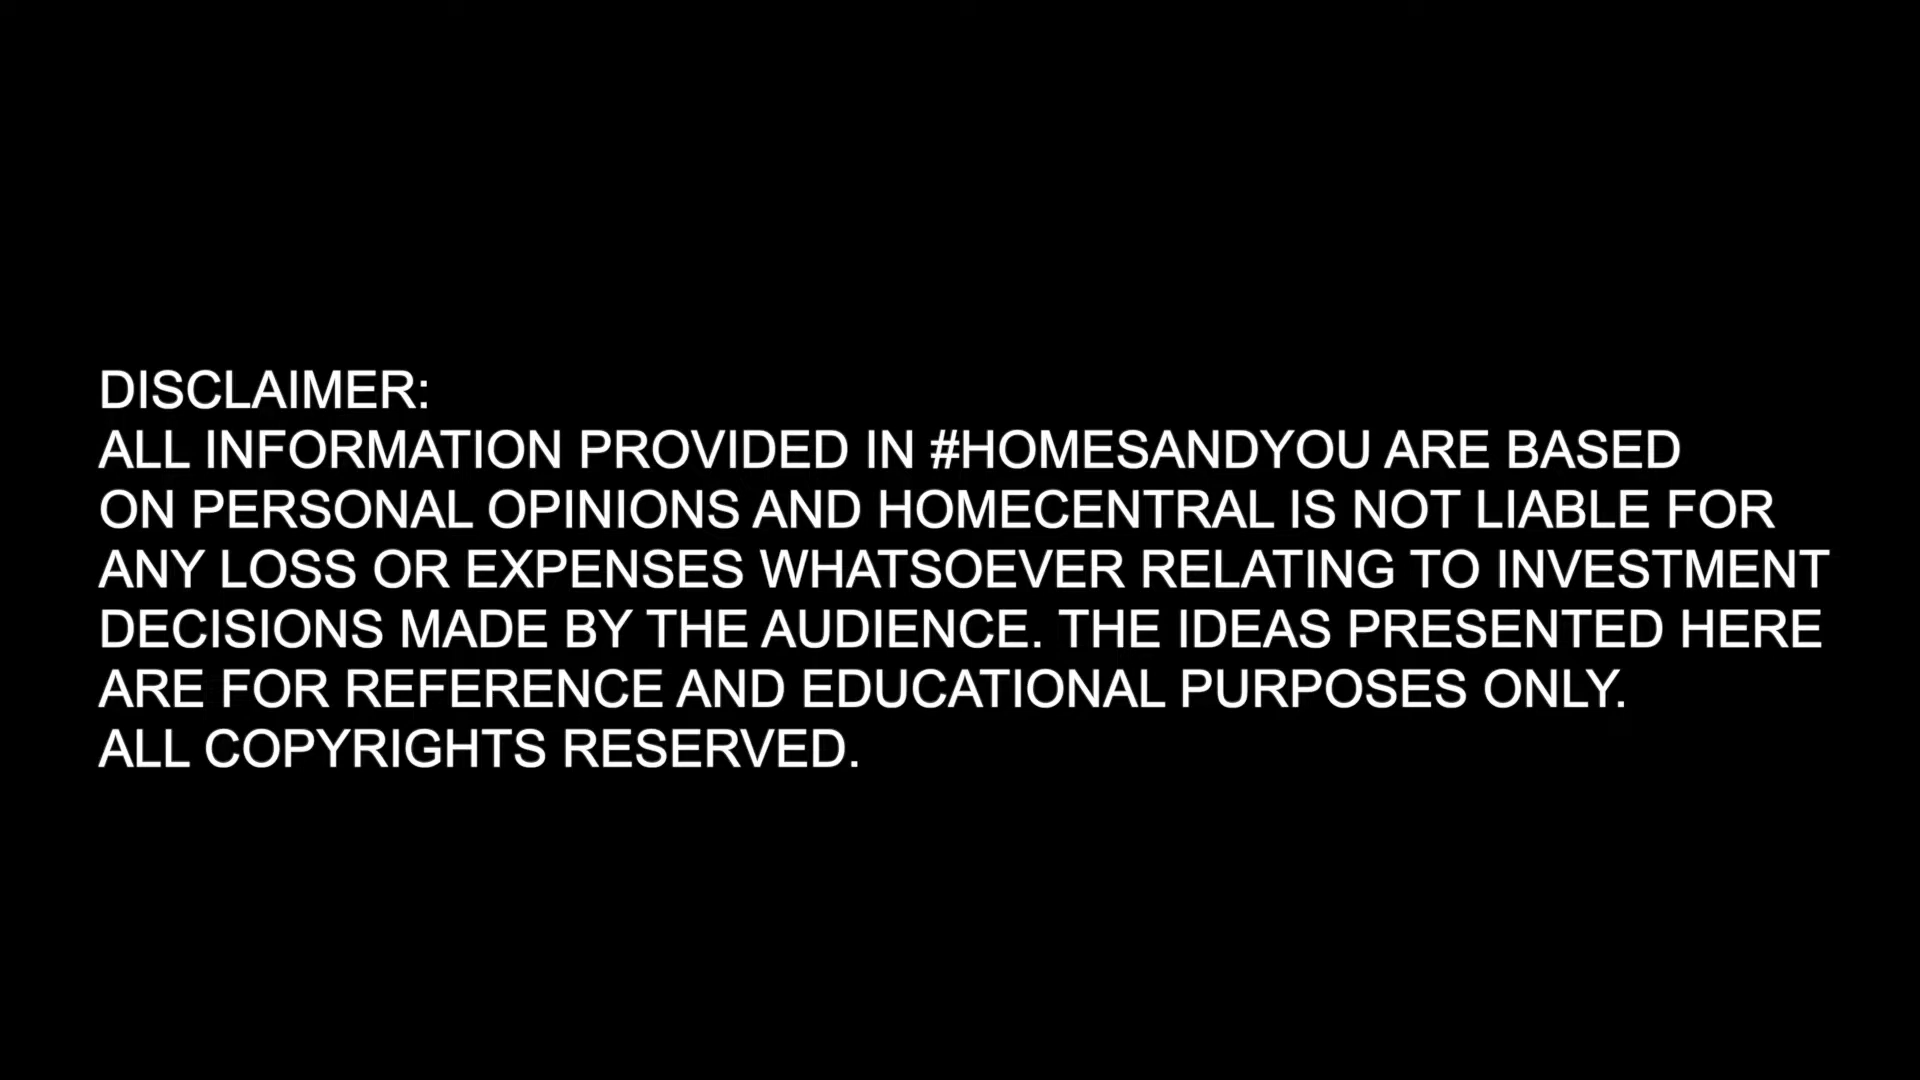 DISCLAIMER:
ALL INFORMATION PROVIDED IN #HOMESANDYOU ARE BASED
ON PERSONAL OPINIONS AND HOMECENTRAL IS NOT LIABLE FOR
ANY LOSS OR EXPENSES WHATSOEVER RELATING TO INVESTMENT
DECISIONS MADE BY THE AUDIENCE. THE IDEAS PRESENTED HERE
ARE FOR REFERENCE AND EDUCATIONAL PURPOSES ONLY.
ALL COPYRIGHTS RESERVED.